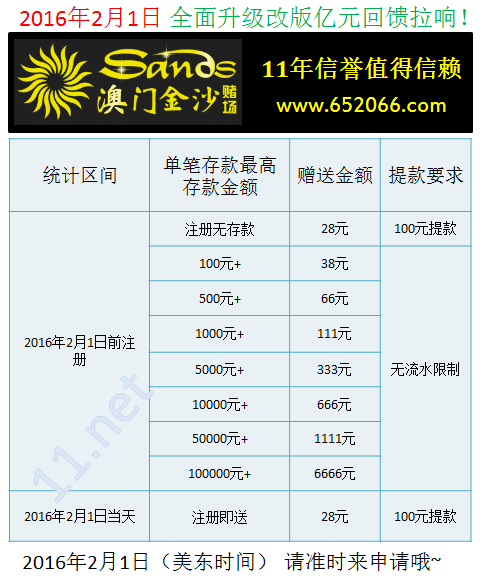 2016年2月1日 全面升级改版亿元回馈拉响！
Sands
澳门金沙赌场
11年信誉值得信赖
www.652066.com
统计区间
单笔存款最高
存款金额
赠送金额
提款要求
2016年2月1日前注
册
注册无存款
28元
100元提款
100元+
38元
500元+
66元
1000元+
111元
5000元+
333元
无流水限制
10000元+
666元
50000元+
1111元
100000元+
6666元
2016年2月1日当天
注册即送
28元
100元提款
11.net
2016年2月1日（美东时间） 请准时来申请哦~